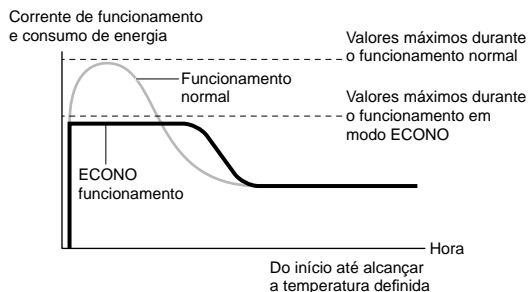 Corrente de funcionamento
e consumo de energia
Valores máximos durante
o funcionamento normal
Funcionamento
normal
Valores máximos durante
o funcionamento em
modo ECONO
ECONO
funcionamento
Hora
Do início até alcançar
a temperatura definida